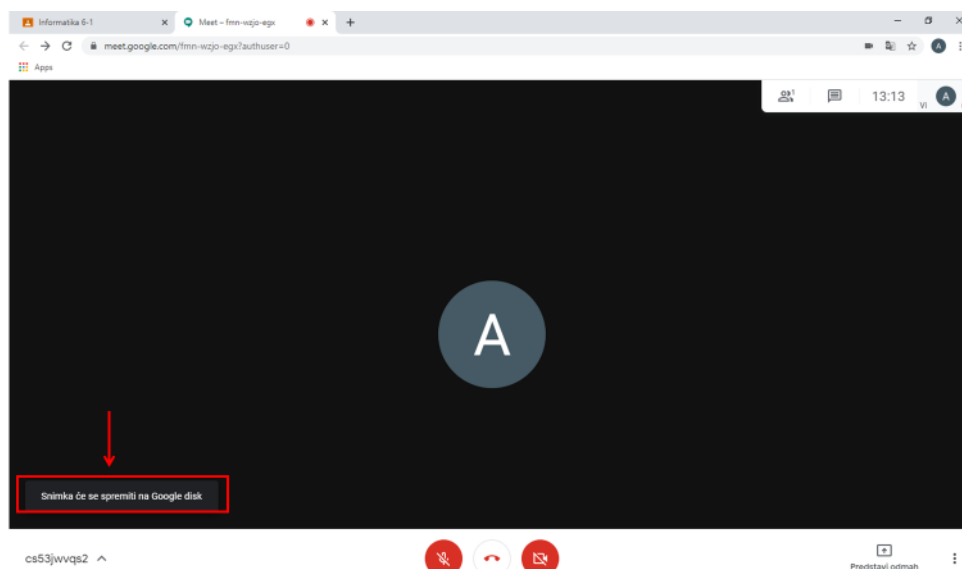 Informatika 6-1
Meet – fmn-wzjo-egx
meet.google.com/fmn-wzjo-egx?authuser=0
A
Apps
1
13:13
Vi
A
A
Snimka će se spremiti na Google disk
cs53jwvqs2
Predstavi odmah